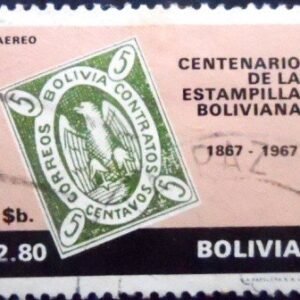 AEREO
CENTENARIO
DE LA
ESTAMPILLA
BOLIVIANA
1867 - 1967
5 BOLIVIA 5
CORREOS
CONTRATOS
5 CENTAVOS 5
PAZ
$b.
2.80
BOLIVIA